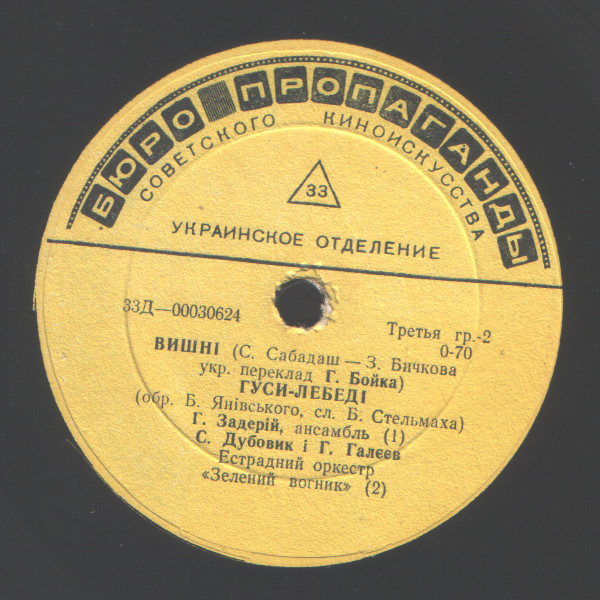 БЮРО ПРОПАГАНДЫ
СОВЕТСКОГО КИНОИСКУССТВА
33
УКРАИНСКОЕ ОТДЕЛЕНИЕ
33Д—00030624
Третья гр.-2
0-70
ВИШНІ (С. Сабадаш — З. Бичкова
укр. переклад Г. Бойка)
ГУСИ-ЛЕБЕДІ
(обр. Б. Янівського, сл. Б. Стельмаха)
Г. Задерій, ансамбль (1)
С. Дубовик і Г. Галєєв
Естрадний оркестр
«Зелений вогник» (2)